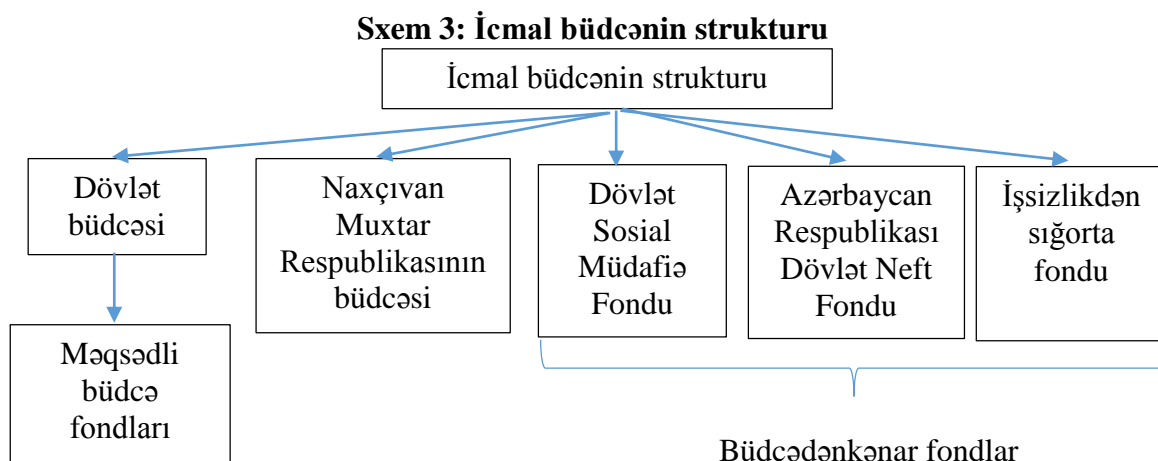 Sxem 3: İcmal büdcənin strukturu
İcmal büdcənin strukturu
Dövlət
büdcəsi
Naxçıvan
Muxtar
Respublikasının
büdcəsi
Dövlət
Sosial
Müdafiə
Fondu
Azərbaycan
Respublikası
Dövlət Neft
Fondu
İşsizlikdən
sığorta
fondu
Məqsədli
büdcə
fondları
Büdcədənkənar fondlar